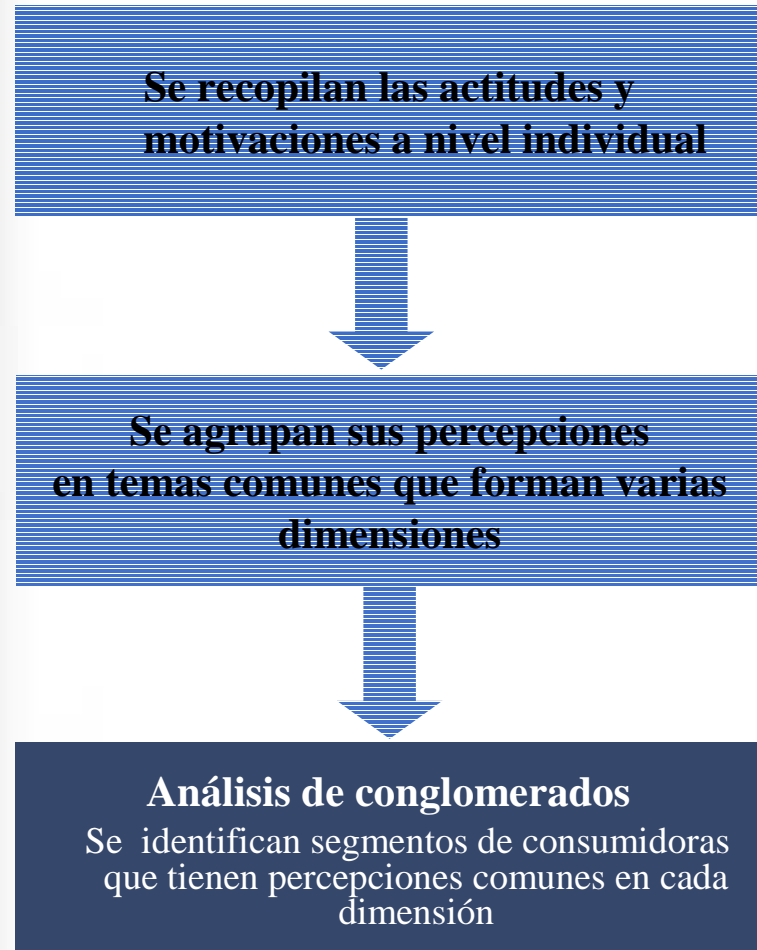 Se recopilan las actitudes y
motivaciones a nivel individual
Se agrupan sus percepciones
en temas comunes que forman varias
dimensiones
Análisis de conglomerados
Se identifican segmentos de consumidoras
que tienen percepciones comunes en cada
dimensión